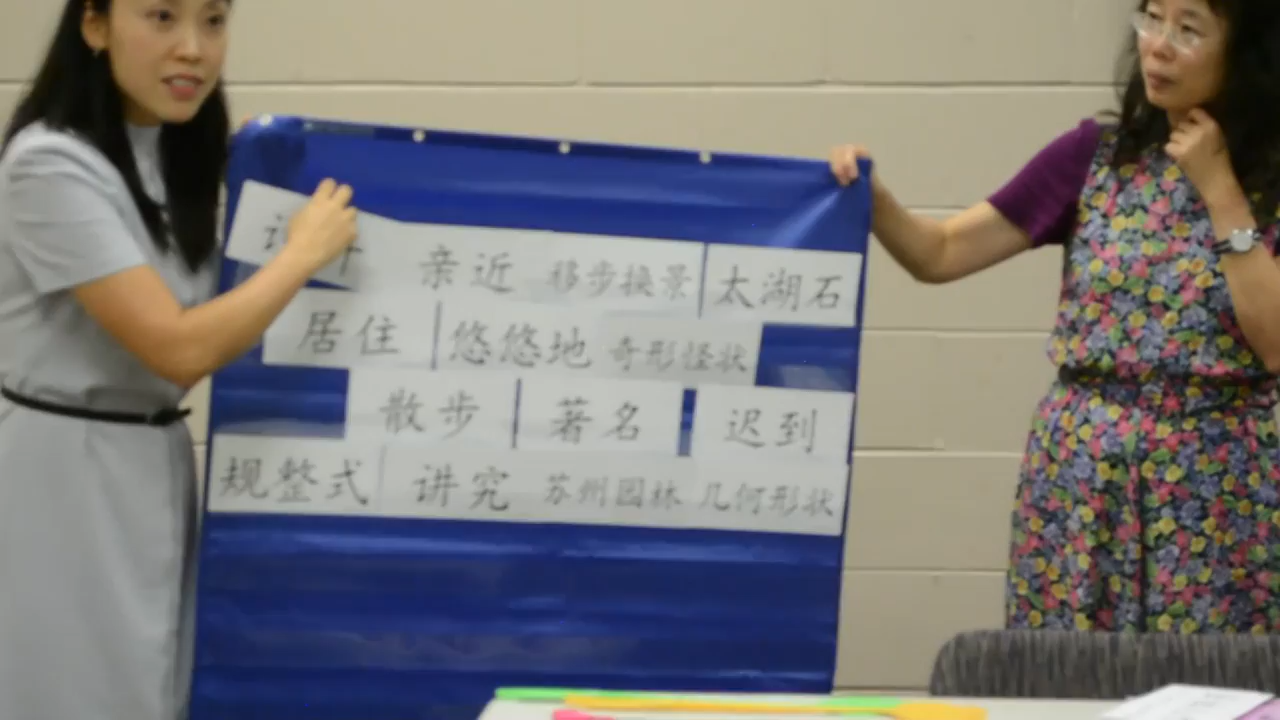 亲近 移步换景 太湖石
居住 悠悠地 奇形怪状
散步 著名 迟到
规整式 讲究 苏州园林 几何形状